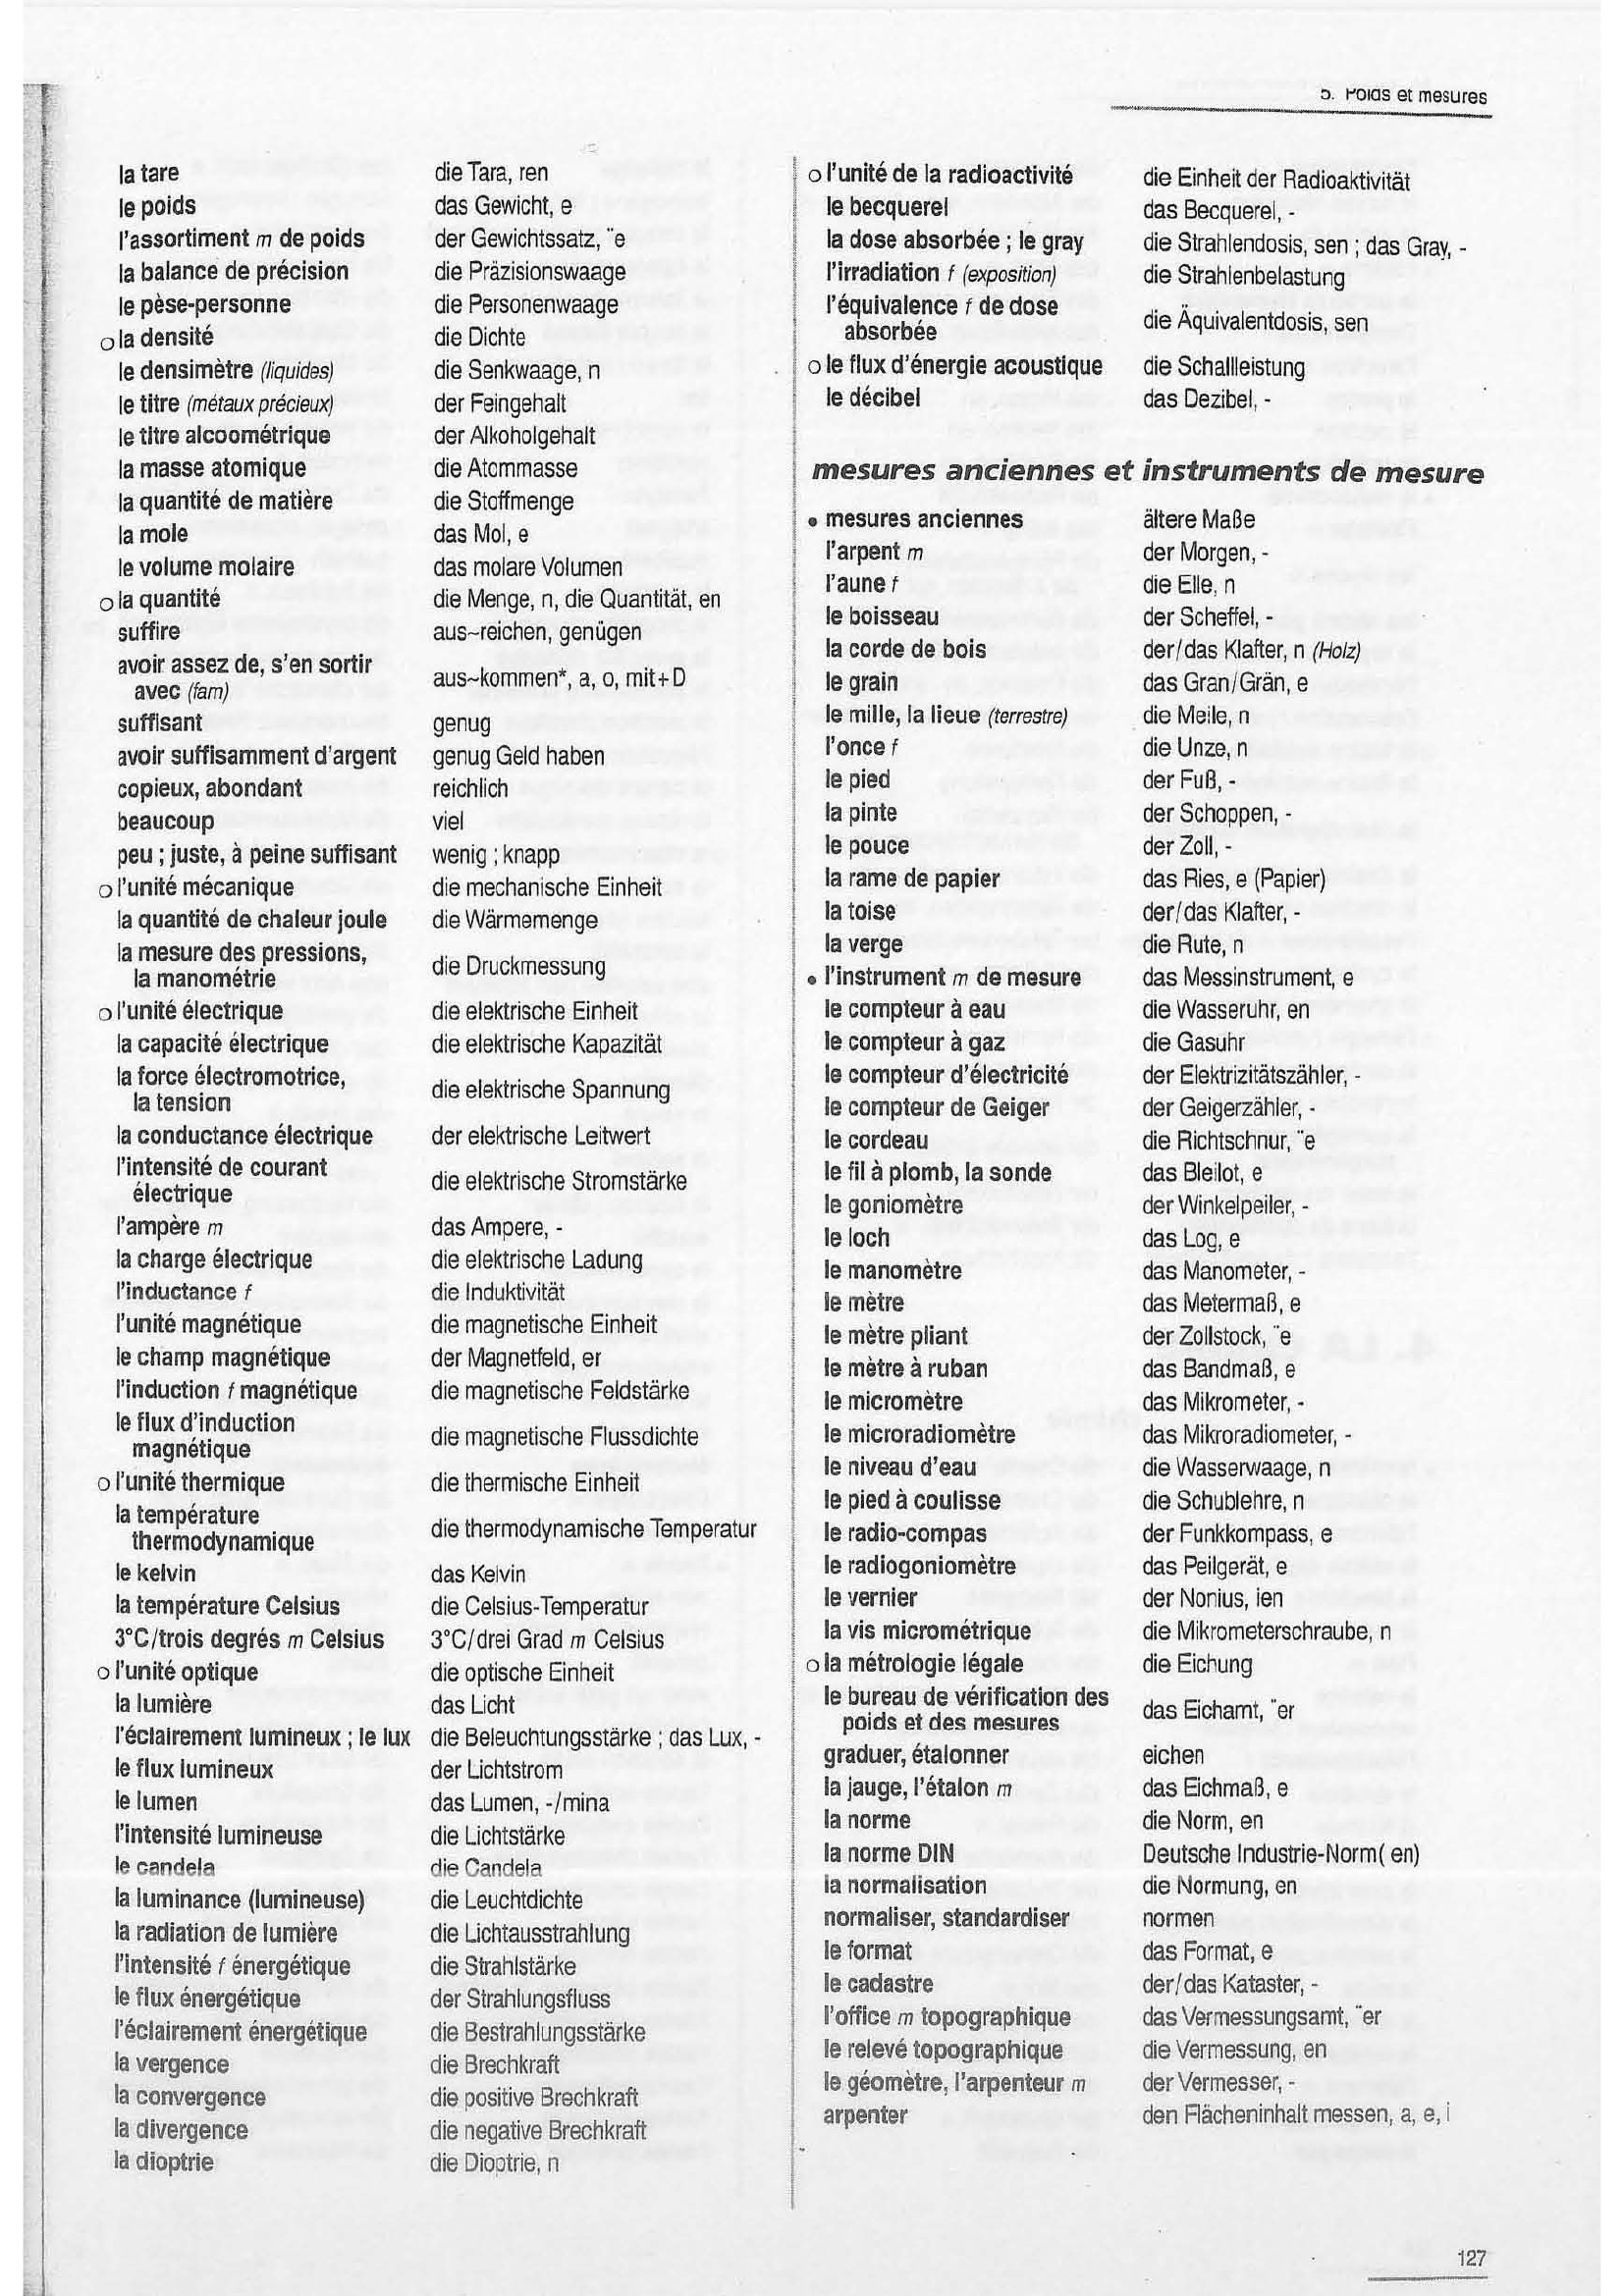 5. Poids et mesures
la tare die Tara, ren
le poids das Gewicht, e
l'assortiment m de poids der Gewichtssatz, ¨e
la balance de précision die Präzisionswaage
le pèse-personne die Personenwaage
o la densité die Dichte
le densimètre (liquides) die Senkwaage, n
le titre (métaux précieux) der Feingehalt
le titre alcoométrique der Alkoholgehalt
la masse atomique die Atommasse
la quantité de matière die Stoffmenge
la mole das Mol, e
le volume molaire das molare Volumen
o la quantité die Menge, n, die Quantität, en
suffire aus~reichen, genügen
avoir assez de, s'en sortir
avec (fam) aus~kommen*, a, o, mit+D
suffisant genug
avoir suffisamment d'argent genug Geld haben
copieux, abondant reichlich
beaucoup viel
peu ; juste, à peine suffisant wenig ; knapp
o l'unité mécanique die mechanische Einheit
la quantité de chaleur joule die Wärmemenge
la mesure des pressions,
la manométrie die Druckmessung
o l'unité électrique die elektrische Einheit
la capacité électrique die elektrische Kapazität
la force électromotrice,
la tension die elektrische Spannung
la conductance électrique der elektrische Leitwert
l'intensité de courant
électrique die elektrische Stromstärke
l'ampère m das Ampere, -
la charge électrique die elektrische Ladung
l'inductance f die Induktivität
l'unité magnétique die magnetische Einheit
le champ magnétique der Magnetfeld, er
l'induction f magnétique die magnetische Feldstärke
le flux d'induction
magnétique die magnetische Flussdichte
o l'unité thermique die thermische Einheit
la température
thermodynamique die thermodynamische Temperatur
le kelvin das Kelvin
la température Celsius die Celsius-Temperatur
3°C/trois degrés m Celsius 3°C/drei Grad m Celsius
o l'unité optique die optische Einheit
la lumière das Licht
l'éclairement lumineux ; le lux die Beleuchtungsstärke ; das Lux, -
le flux lumineux der Lichtstrom
le lumen das Lumen, -/mina
l'intensité lumineuse die Lichtstärke
le candela die Candela
la luminance (lumineuse) die Leuchtdichte
la radiation de lumière die Lichtausstrahlung
l'intensité f énergétique die Strahlstärke
le flux énergétique der Strahlungsfluss
l'éclairement énergétique die Bestrahlungsstärke
la vergence die Brechkraft
la convergence die positive Brechkraft
la divergence die negative Brechkraft
la dioptrie die Dioptrie, n
o l'unité de la radioactivité die Einheit der Radioaktivität
le becquerel das Becquerel, -
la dose absorbée ; le gray die Strahlendosis, sen ; das Gray, -
l'irradiation f (exposition) die Strahlenbelastung
l'équivalence f de dose
absorbée die Äquivalentdosis, sen
o le flux d'énergie acoustique die Schallleistung
le décibel das Dezibel, -
mesures anciennes et instruments de mesure
• mesures anciennes ältere Maße
l'arpent m der Morgen, -
l'aune f die Elle, n
le boisseau der Scheffel, -
la corde de bois der/das Klafter, n (Holz)
le grain das Gran/Grän, e
le mille, la lieue (terrestre) die Meile, n
l'once f die Unze, n
le pied der Fuß, -
la pinte der Schoppen, -
le pouce der Zoll, -
la rame de papier das Ries, e (Papier)
la toise der/das Klafter, -
la verge die Rute, n
• l'instrument m de mesure das Messinstrument, e
le compteur à eau die Wasseruhr, en
le compteur à gaz die Gasuhr
le compteur d'électricité der Elektrizitätszähler, -
le compteur de Geiger der Geigerzähler, -
le cordeau die Richtschnur, ¨e
le fil à plomb, la sonde das Bleilot, e
le goniomètre der Winkelpeiler, -
le loch das Log, e
le manomètre das Manometer, -
le mètre das Metermaß, e
le mètre pliant der Zollstock, ¨e
le mètre à ruban das Bandmaß, e
le micromètre das Mikrometer, -
le microradiomètre das Mikroradiometer, -
le niveau d'eau die Wasserwaage, n
le pied à coulisse die Schublehre, n
le radio-compas der Funkkompass, e
le radiogoniomètre das Peilgerät, e
le vernier der Nonius, ien
la vis micrométrique die Mikrometerschraube, n
o la métrologie légale die Eichung
le bureau de vérification des
poids et des mesures das Eichamt, ¨er
graduer, étalonner eichen
la jauge, l'étalon m das Eichmaß, e
la norme die Norm, en
la norme DIN Deutsche Industrie-Norm( en)
la normalisation die Normung, en
normaliser, standardiser normen
le format das Format, e
le cadastre der/das Kataster, -
l'office m topographique das Vermessungsamt, ¨er
le relevé topographique die Vermessung, en
le géomètre, l'arpenteur m der Vermesser, -
arpenter den Flächeninhalt messen, a, e, i
127